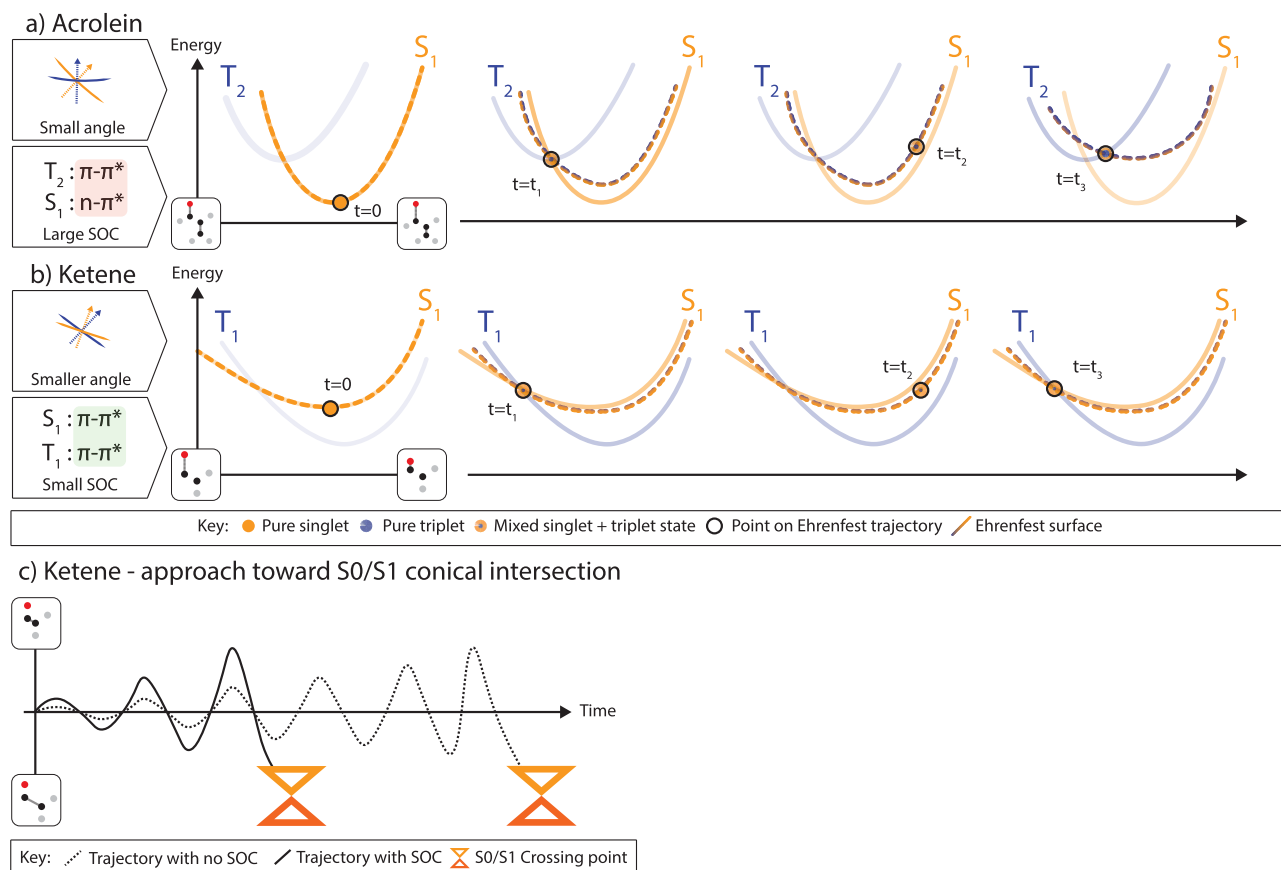 a) Acrolein
Small angle
T₂ : π-π*
S₁ : n-π*
Large SOC
Energy
T₂
S₁
t=0
T₂
S₁
t=t₁
S₁
t=t₂
T₂
S₁
t=t₃
b) Ketene
Smaller angle
S₁ : π-π*
T₁ : π-π*
Small SOC
Energy
T₁
S₁
t=0
T₁
S₁
t=t₁
T₁
S₁
t=t₂
T₁
S₁
t=t₃
Key: Pure singlet Pure triplet Mixed singlet + triplet state Point on Ehrenfest trajectory Ehrenfest surface
c) Ketene - approach toward S0/S1 conical intersection
Time
Key: Trajectory with no SOC Trajectory with SOC S0/S1 Crossing point